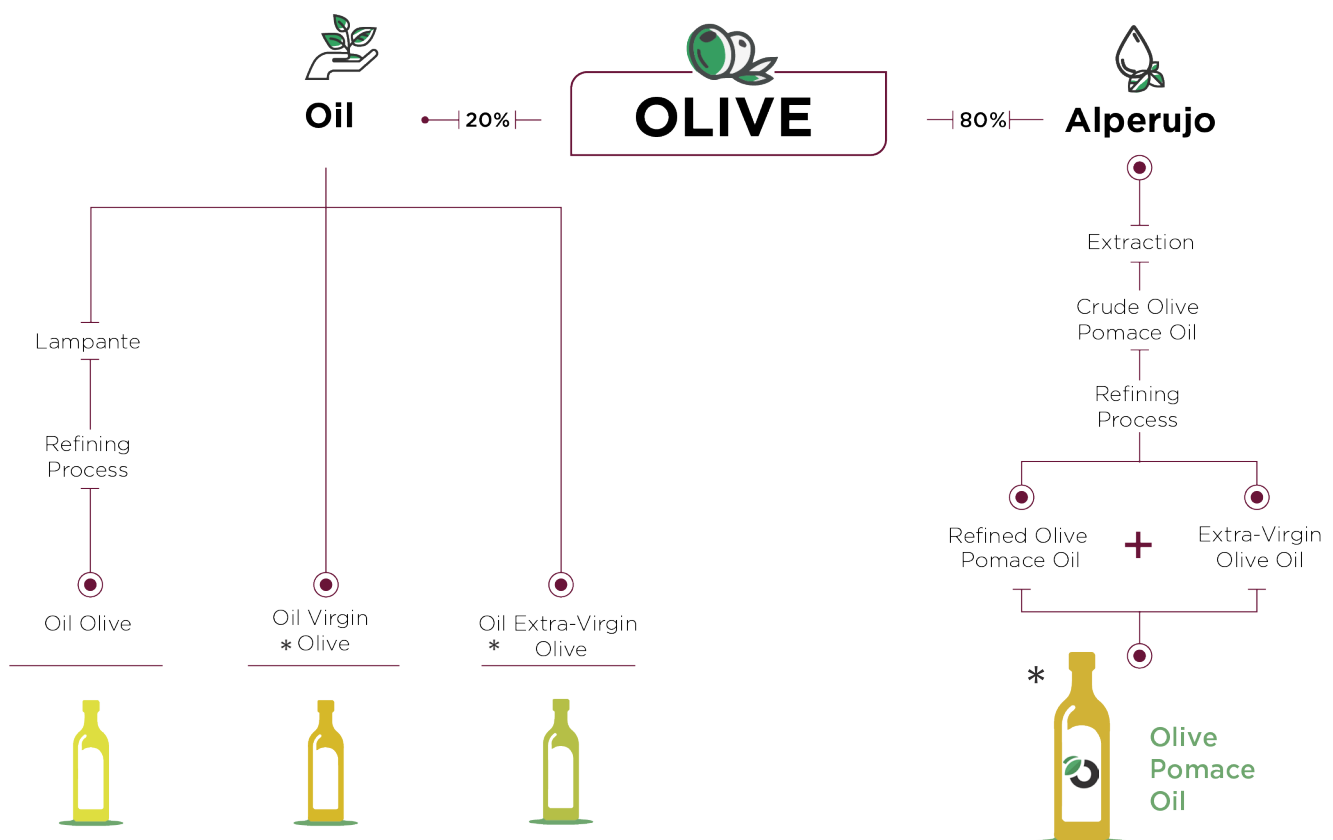 OLIVE
20%
80%
Oil
Alperujo
Lampante
Refining
Process
Oil Olive
Oil Virgin
* Olive
Oil Extra-Virgin
* Olive
Extraction
Crude Olive
Pomace Oil
Refining
Process
Refined Olive
Pomace Oil
+
Extra-Virgin
Olive Oil
*
Olive
Pomace
Oil